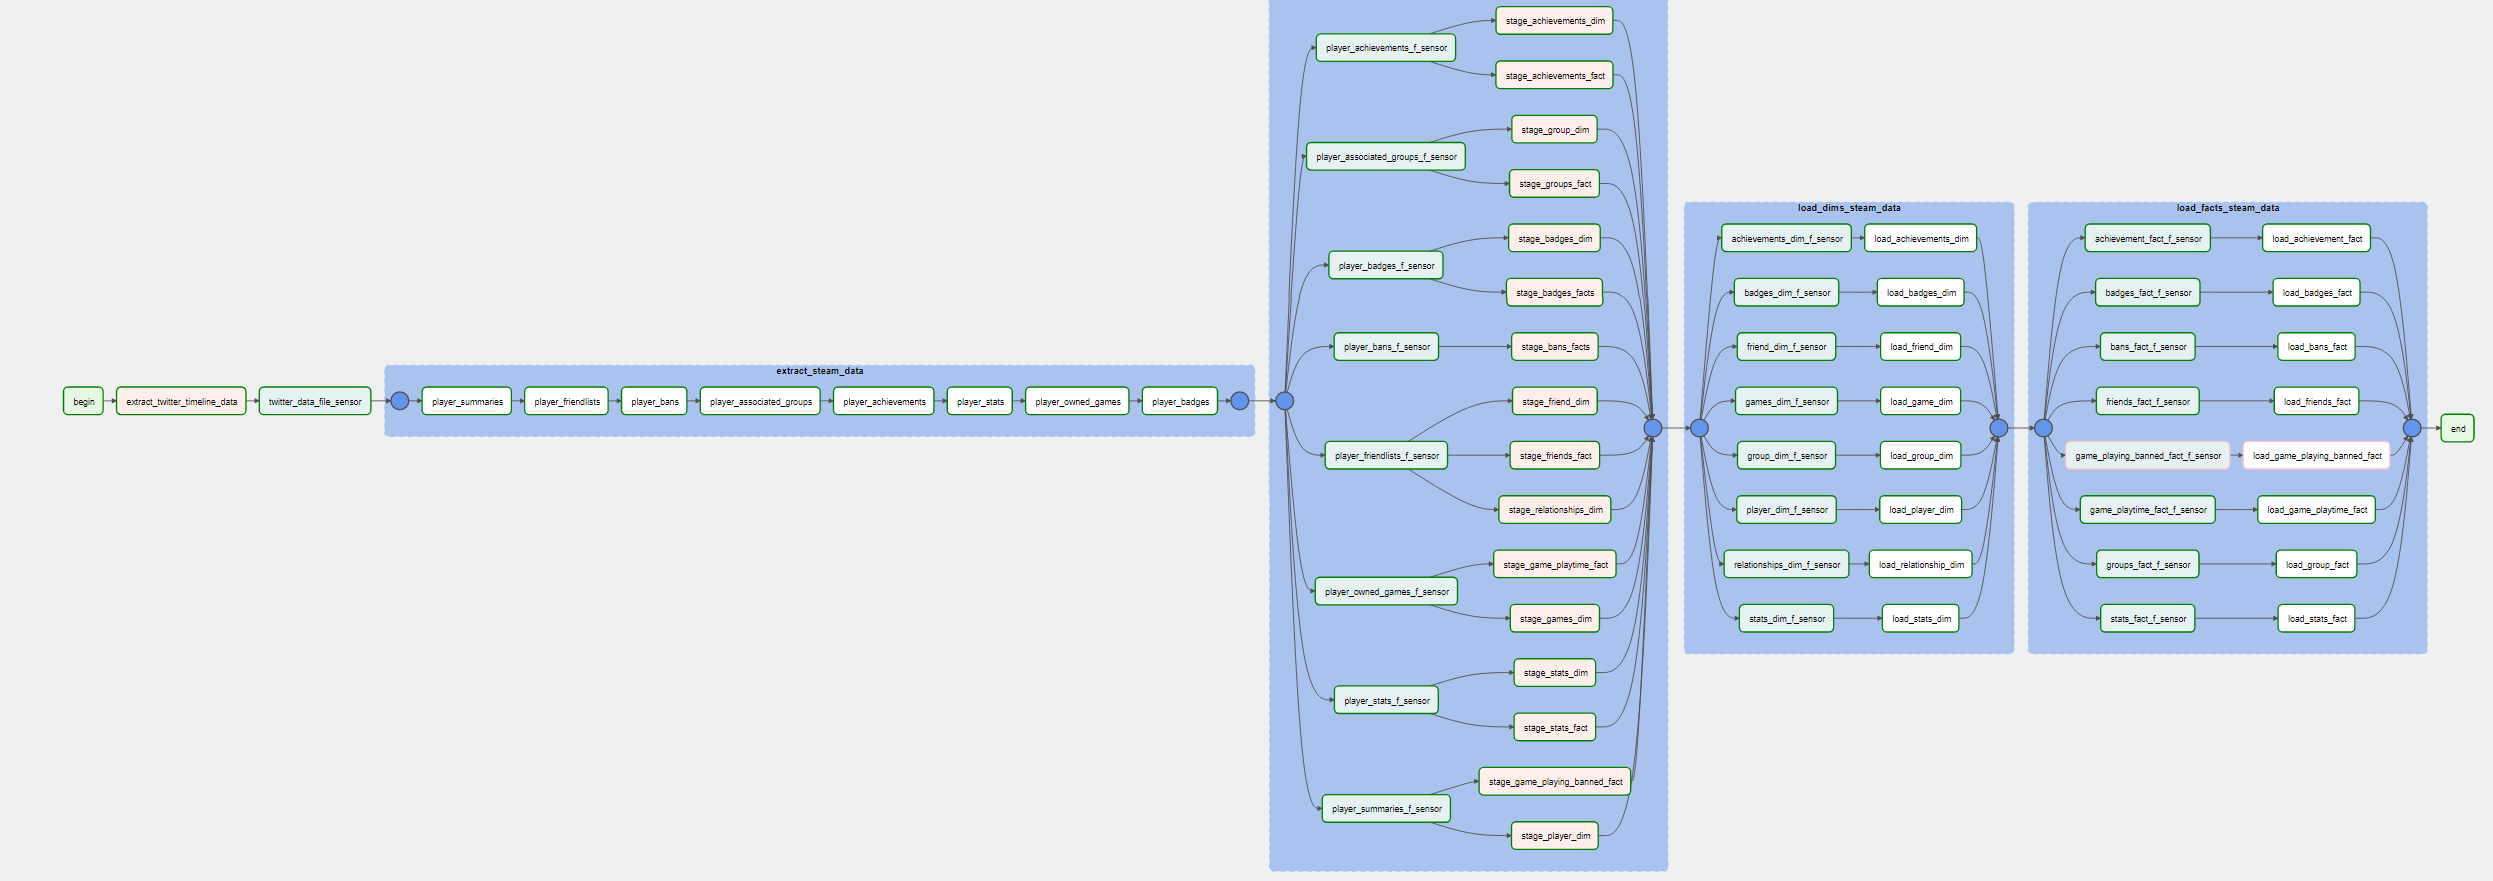 begin
extract_twitter_timeline_data
twitter_data_file_sensor
extract_steam_data
player_summaries
player_friendlists
player_bans
player_associated_groups
player_achievements
player_stats
player_owned_games
player_badges
player_achievements_f_sensor
stage_achievements_dim
stage_achievements_fact
player_associated_groups_f_sensor
stage_group_dim
stage_groups_fact
player_badges_f_sensor
stage_badges_dim
stage_badges_facts
player_bans_f_sensor
stage_bans_facts
player_friendlists_f_sensor
stage_friend_dim
stage_friends_fact
stage_relationships_dim
player_owned_games_f_sensor
stage_game_playtime_fact
stage_games_dim
player_stats_f_sensor
stage_stats_dim
stage_stats_fact
player_summaries_f_sensor
stage_game_playing_banned_fact
stage_player_dim
load_dims_steam_data
achievements_dim_f_sensor
load_achievements_dim
badges_dim_f_sensor
load_badges_dim
friend_dim_f_sensor
load_friend_dim
games_dim_f_sensor
load_game_dim
group_dim_f_sensor
load_group_dim
player_dim_f_sensor
load_player_dim
relationships_dim_f_sensor
load_relationship_dim
stats_dim_f_sensor
load_stats_dim
load_facts_steam_data
achievement_fact_f_sensor
load_achievement_fact
badges_fact_f_sensor
load_badges_fact
bans_fact_f_sensor
load_bans_fact
friends_fact_f_sensor
load_friends_fact
game_playing_banned_fact_f_sensor
load_game_playing_banned_fact
game_playtime_fact_f_sensor
load_game_playtime_fact
groups_fact_f_sensor
load_group_fact
stats_fact_f_sensor
load_stats_fact
end